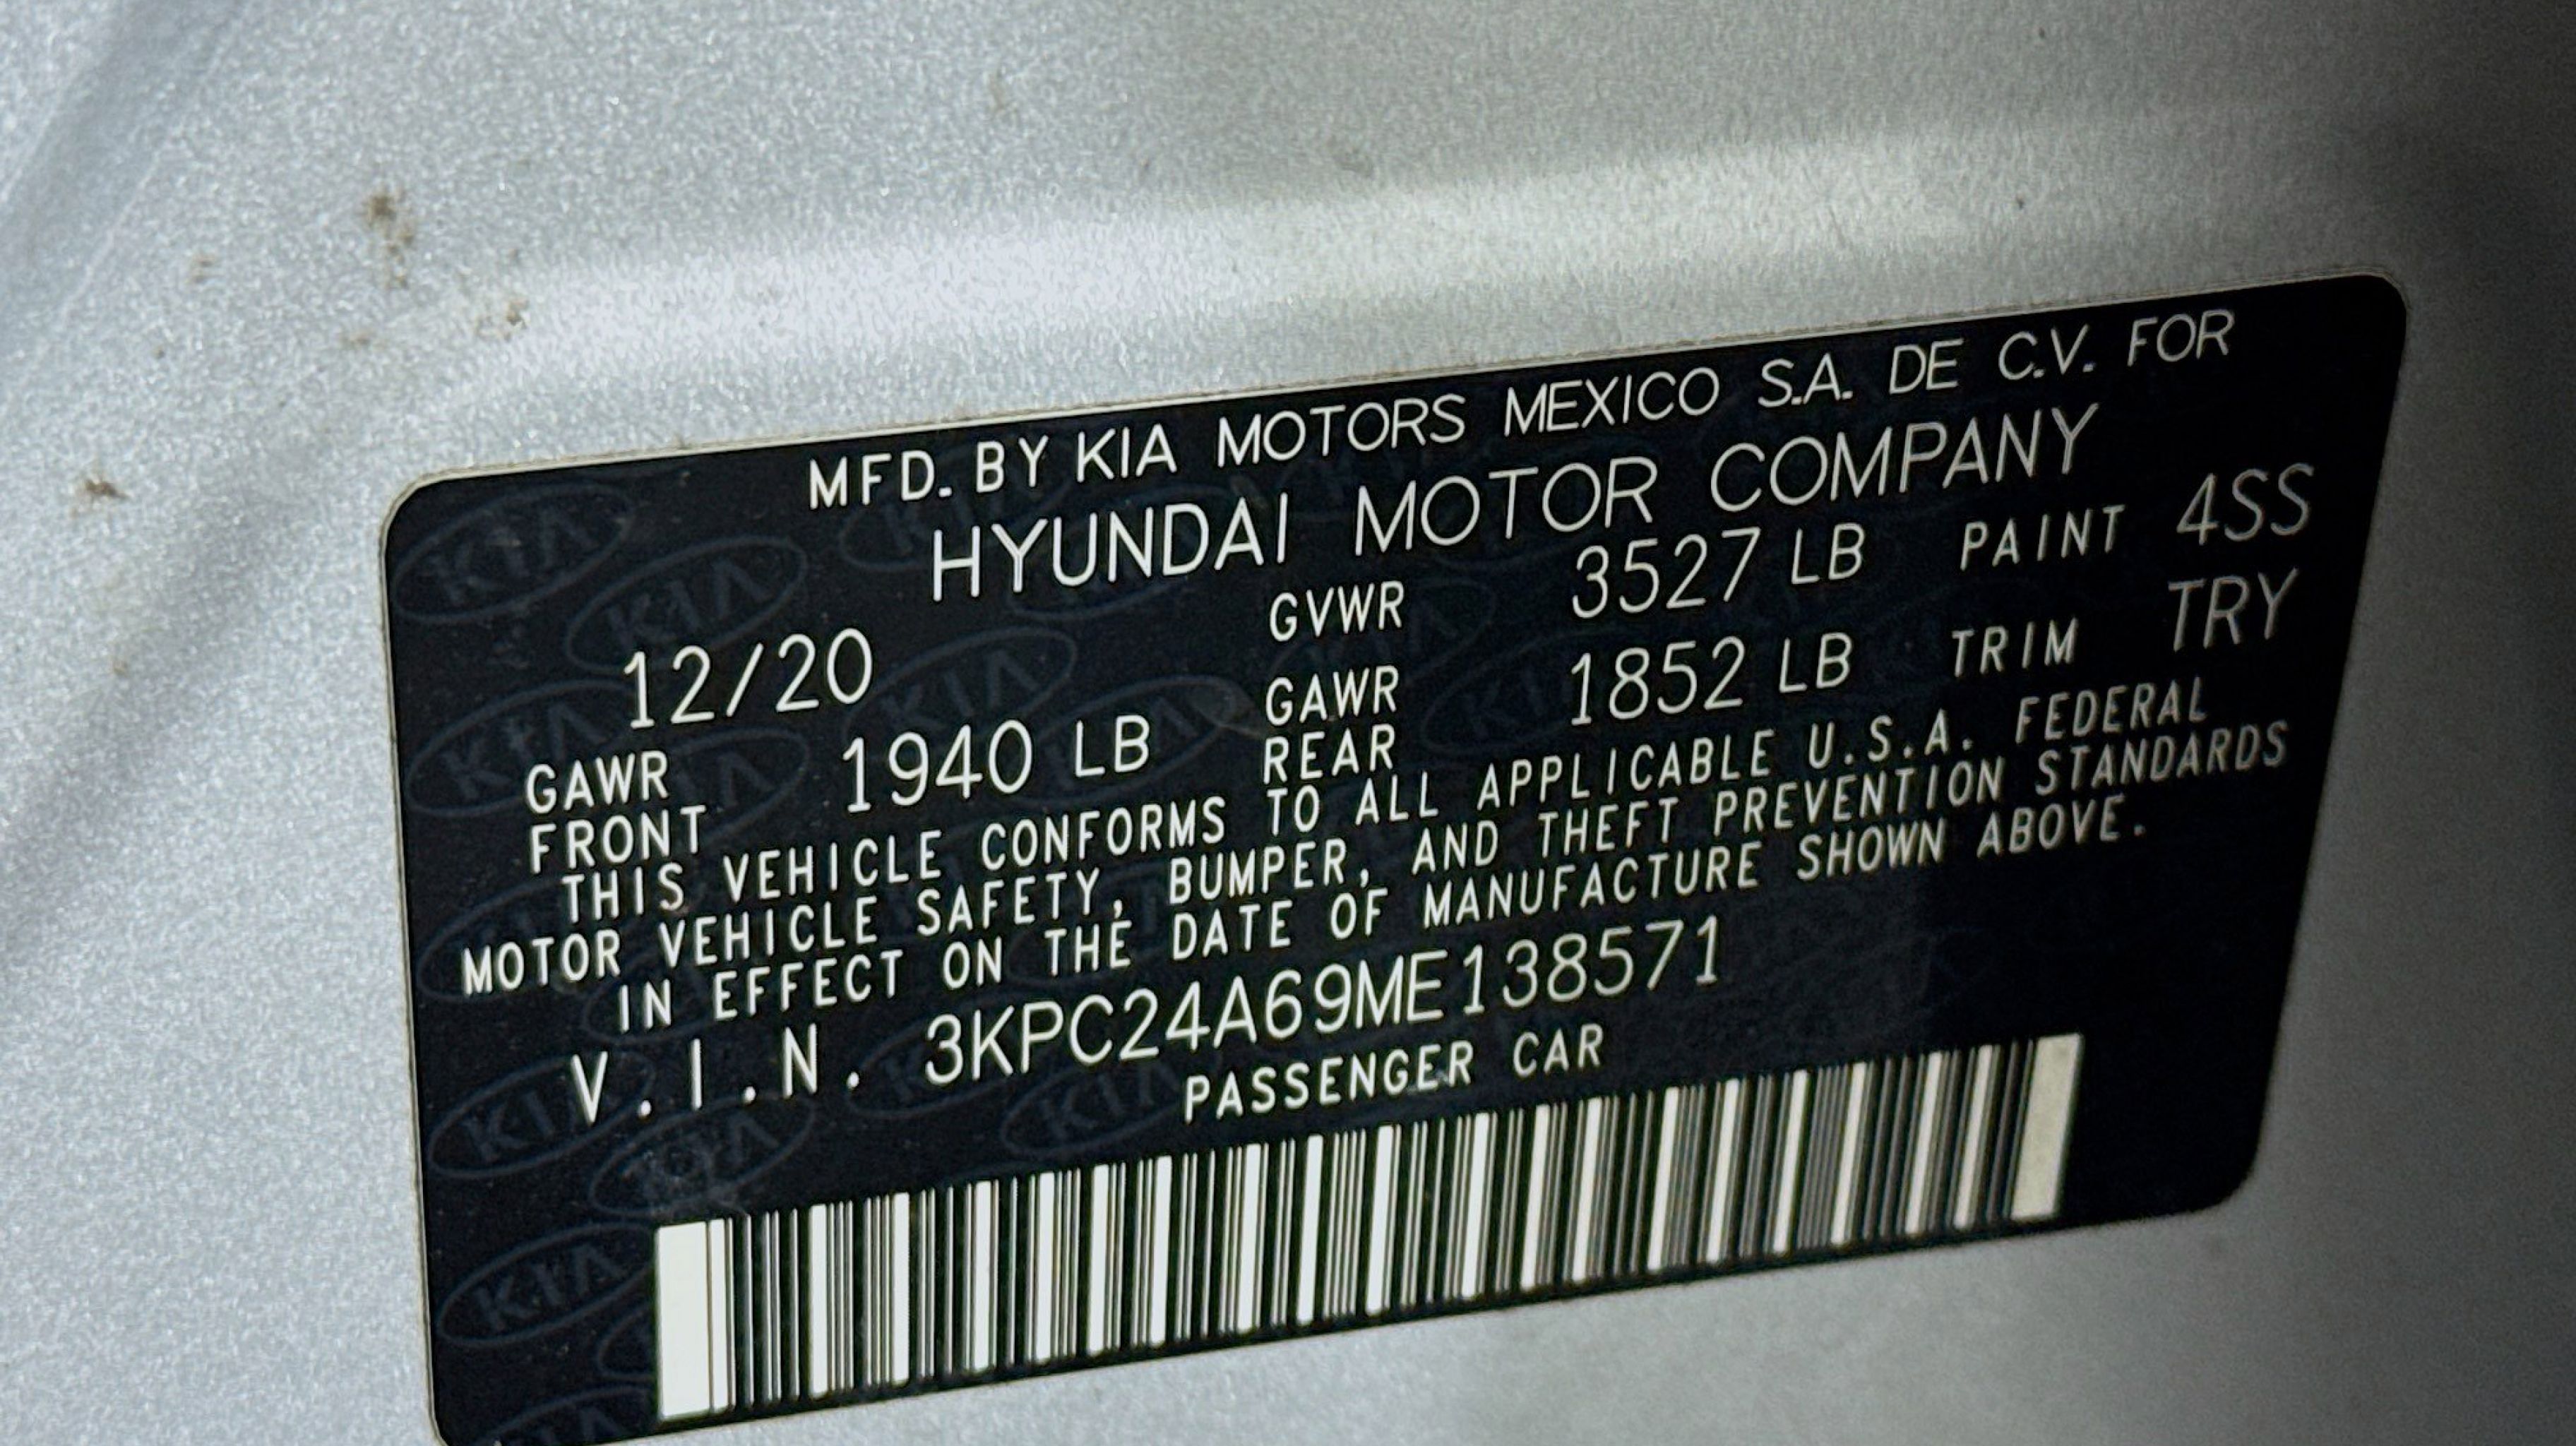 MFD. BY KIA MOTORS MEXICO S.A. DE C.V. FOR
HYUNDAI MOTOR COMPANY
12/20 GVWR 3527 LB PAINT 4SS
GAWR FRONT 1940 LB GAWR REAR 1852 LB TRIM TRY
THIS VEHICLE CONFORMS TO ALL APPLICABLE U.S.A. FEDERAL
MOTOR VEHICLE SAFETY, BUMPER, AND THEFT PREVENTION STANDARDS
IN EFFECT ON THE DATE OF MANUFACTURE SHOWN ABOVE.
V.I.N. 3KPC24A69ME138571
PASSENGER CAR